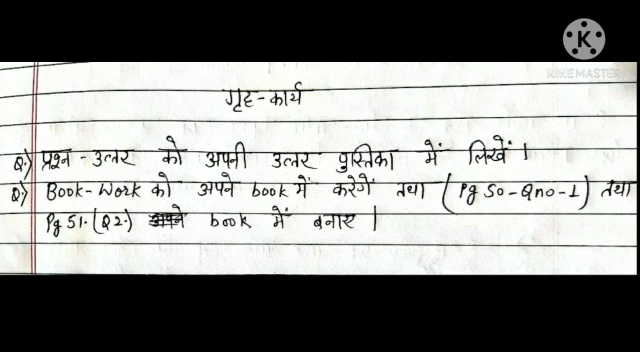 KINEMASTER
गृह-कार्य
Q:) प्रश्न-उत्तर को अपनी उत्तर पुस्तिका में लिखें।
Q:) Book-Work को अपने book में करेगें तथा (Pg 50-Qno-1) तथा
Pg 51. (Q2.) अपने book में बनाए।